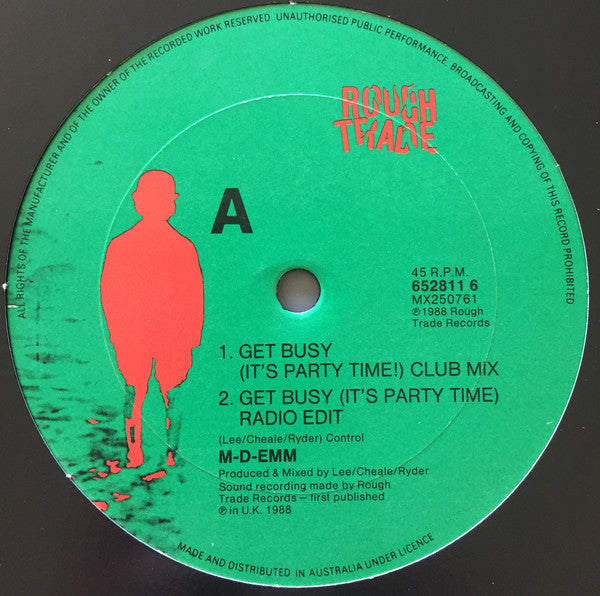 ALL RIGHTS OF THE MANUFACTURER AND OF THE OWNER OF THE RECORDED WORK RESERVED. UNAUTHORISED PUBLIC PERFORMANCE, BROADCASTING AND COPYING OF THIS RECORD PROHIBITED
ROUGH
TRADE
A
45 R.P.M.
652811 6
MX250761
℗ 1988 Rough
Trade Records
1. GET BUSY
(IT'S PARTY TIME!) CLUB MIX
2. GET BUSY (IT'S PARTY TIME)
RADIO EDIT
(Lee/Cheale/Ryder) Control
M-D-EMM
Produced & Mixed by Lee/Cheale/Ryder
Sound recording made by Rough
Trade Records – first published
℗ in U.K. 1988
MADE AND DISTRIBUTED IN AUSTRALIA UNDER LICENCE